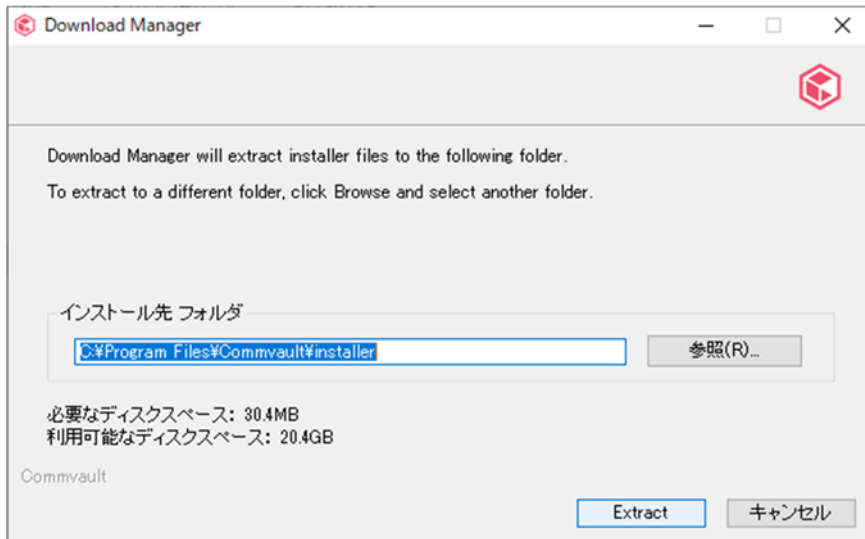 Download Manager
Download Manager will extract installer files to the following folder.
To extract to a different folder, click Browse and select another folder.
インストール先 フォルダ
C:¥Program Files¥Commvault¥installer
参照(R)...
必要なディスクスペース: 30.4MB
利用可能なディスクスペース: 20.4GB
Commvault
Extract
キャンセル